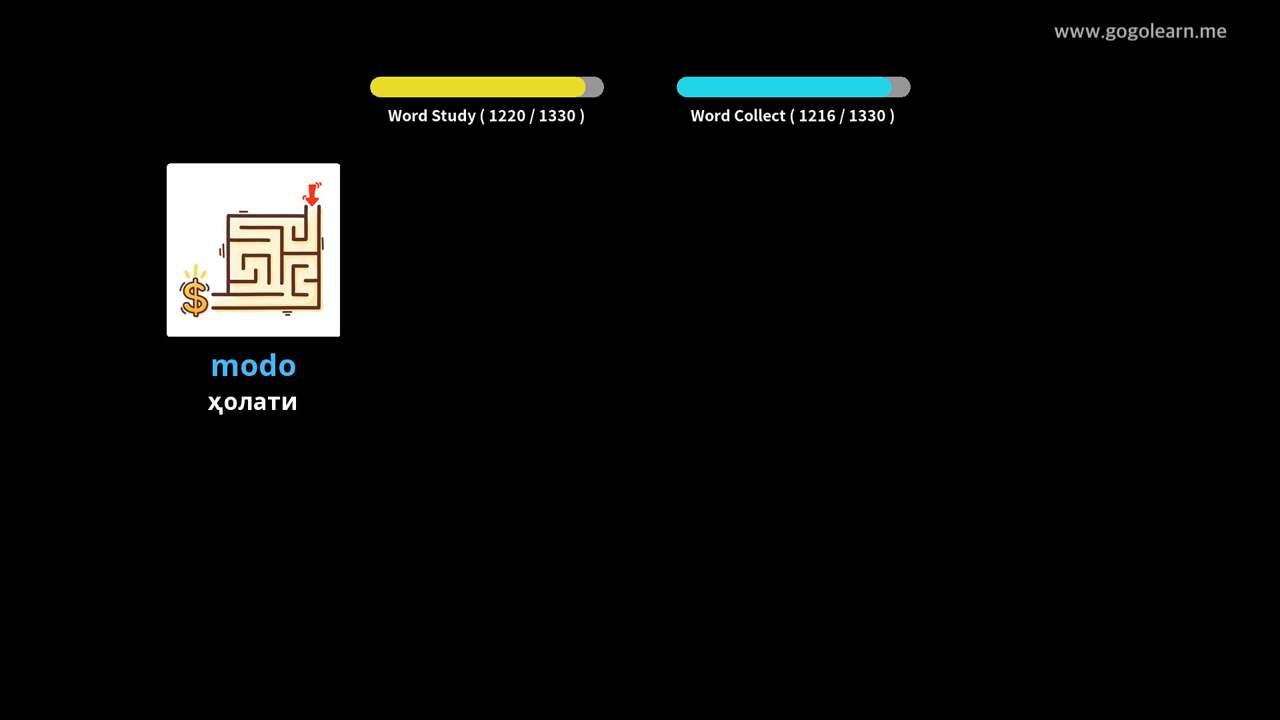 www.gogolearn.me
Word Study ( 1220 / 1330 )
Word Collect ( 1216 / 1330 )
$
modo
ҳолати